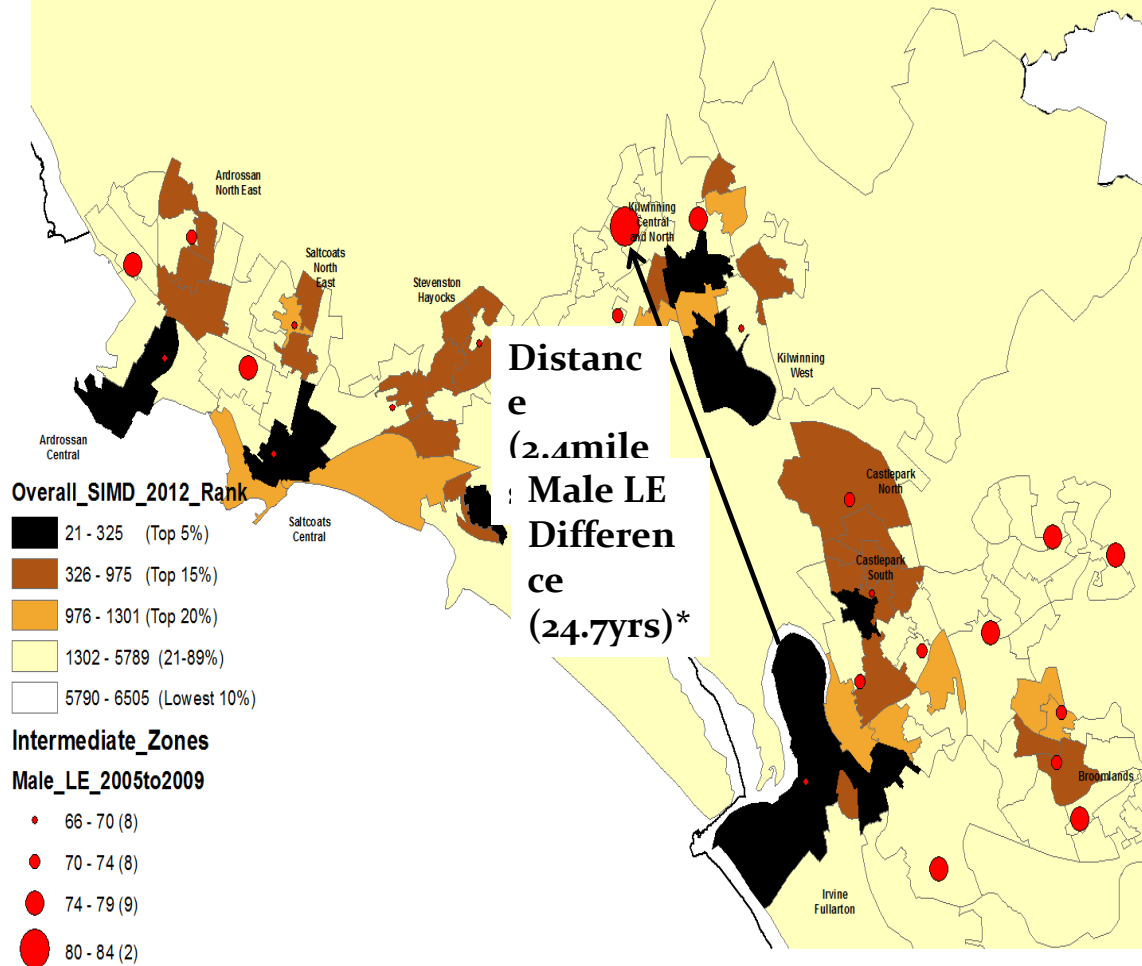 Ardrossan
North East
Saltcoats
North
East
Stevenston
Hayocks
Kilwinning
Central
and North
Kilwinning
West
Distanc
e
(2.4mile
Male LE
Differen
ce
(24.7yrs)*
Castlepark
North
Castlepark
South
Ardrossan
Central
Saltcoats
Central
Broomlands
Irvine
Fullarton
Overall_SIMD_2012_Rank
21 - 325 (Top 5%)
326 - 975 (Top 15%)
976 - 1301 (Top 20%)
1302 - 5789 (21-89%)
5790 - 6505 (Lowest 10%)
Intermediate_Zones
Male_LE_2005to2009
66 - 70 (8)
70 - 74 (8)
74 - 79 (9)
80 - 84 (2)